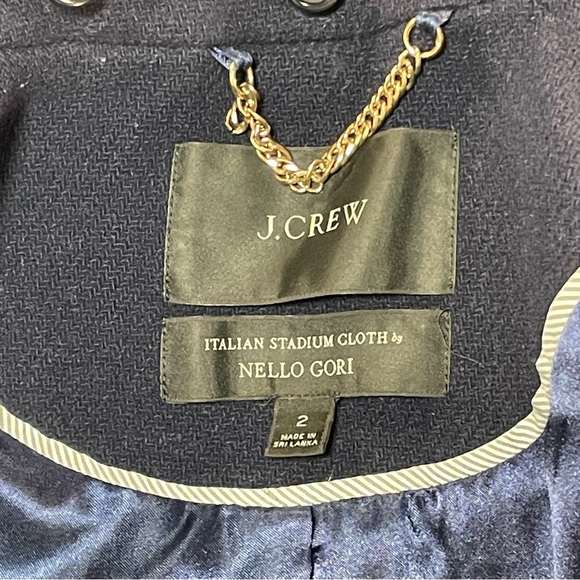 J.CREW
ITALIAN STADIUM CLOTH by
NELLO GORI
2
MADE IN
SRI LANKA